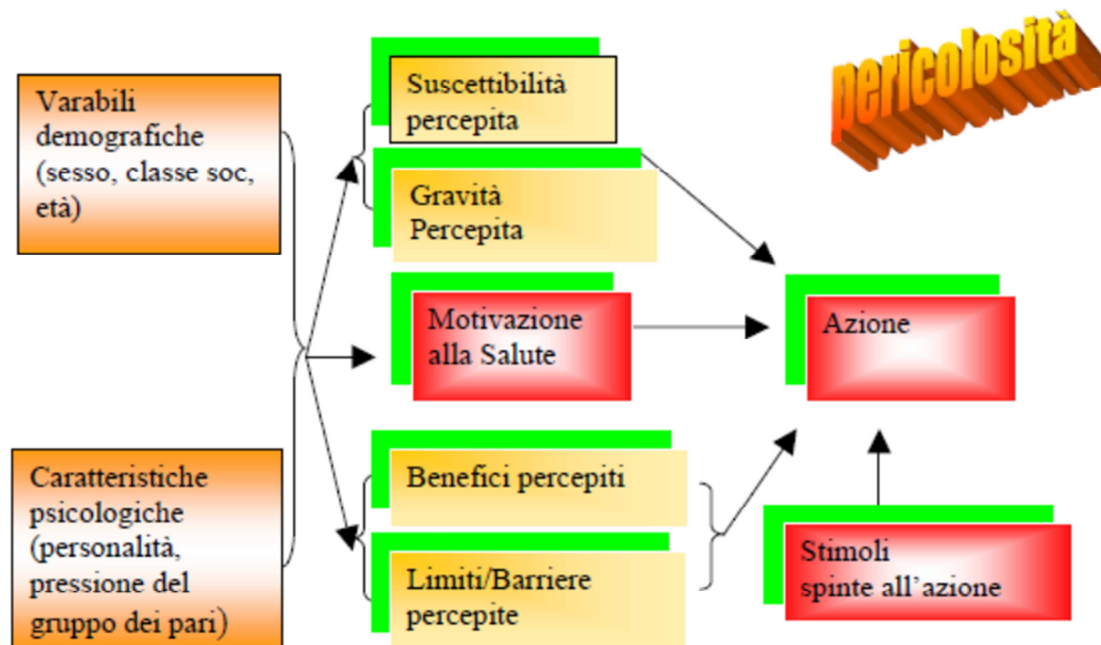 Varabili
demografiche
(sesso, classe soc,
età)
Caratteristiche
psicologiche
(personalità,
pressione del
gruppo dei pari)
Suscettibilità
percepita
Gravità
Percepita
Motivazione
alla Salute
Benefici percepiti
Limiti/Barriere
percepite
pericolosità
Azione
Stimoli
spinte all'azione